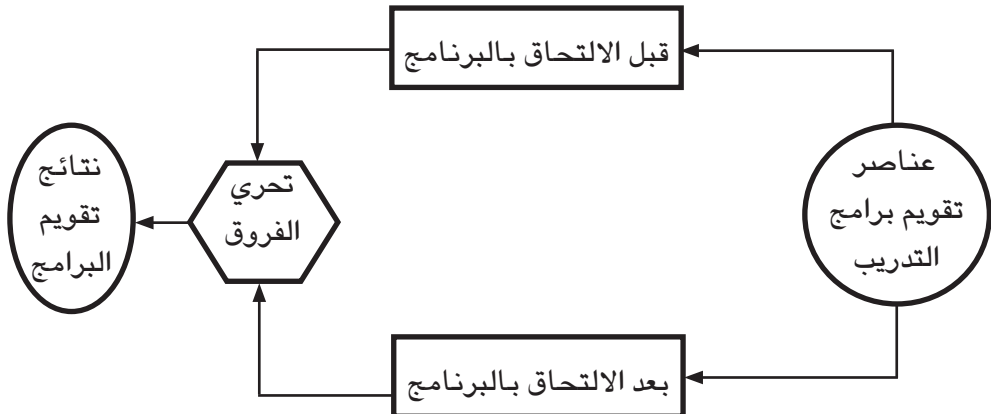 قبل الالتحاق بالبرنامج
عناصر
تقويم برامج
التدريب
تحري
الفروق
نتائج
تقويم
البرامج
بعد الالتحاق بالبرنامج